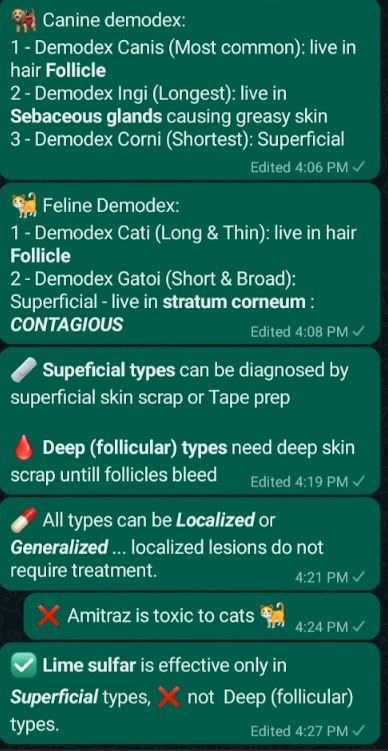 🐕‍🦺 Canine demodex:
1 - Demodex Canis (Most common): live in
hair Follicle
2 - Demodex Ingi (Longest): live in
Sebaceous glands causing greasy skin
3 - Demodex Corni (Shortest): Superficial
Edited 4:06 PM ✓
🐈 Feline Demodex:
1 - Demodex Cati (Long & Thin): live in hair
Follicle
2 - Demodex Gatoi (Short & Broad):
Superficial - live in stratum corneum :
CONTAGIOUS
Edited 4:08 PM ✓
Supeficial types can be diagnosed by
superficial skin scrap or Tape prep
🩸 Deep (follicular) types need deep skin
scrap untill follicles bleed
Edited 4:19 PM ✓
💊 All types can be Localized or
Generalized ... localized lesions do not
require treatment.
4:21 PM ✓
❌ Amitraz is toxic to cats 🐈
4:24 PM ✓
✅ Lime sulfar is effective only in
Superficial types, ❌ not Deep (follicular)
types.
Edited 4:27 PM ✓